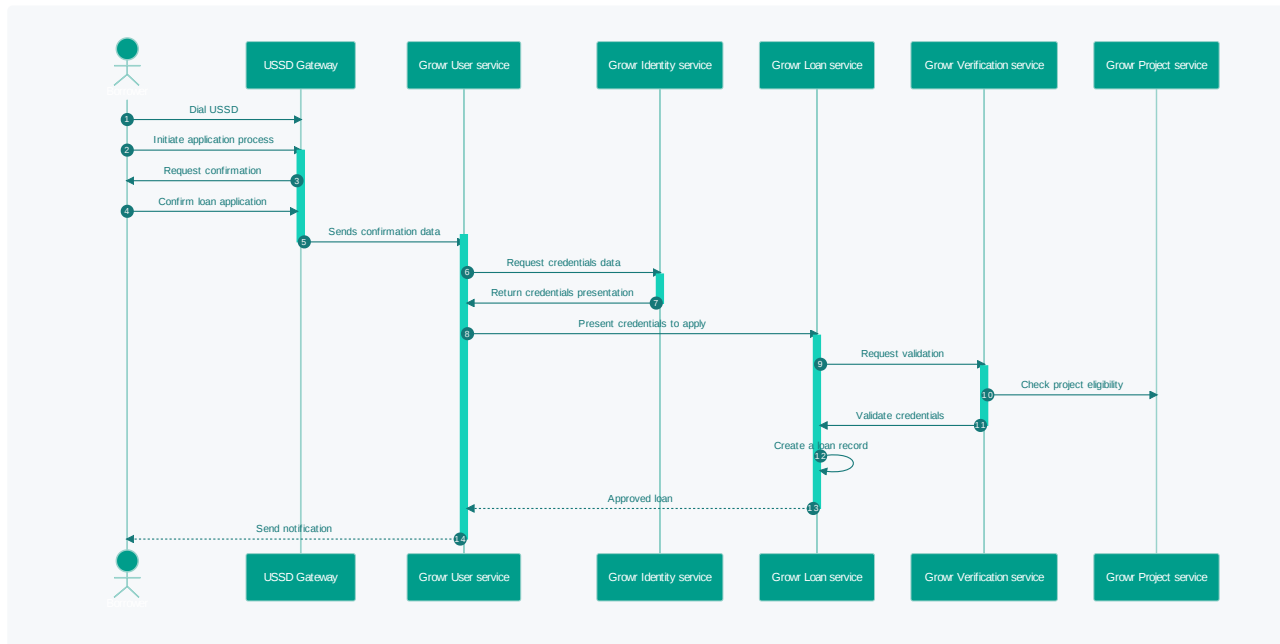 USSD Gateway
Growr User service
Growr Identity service
Growr Loan service
Growr Verification service
Growr Project service
Dial USSD
1
Initiate application process
2
Request confirmation
3
Confirm loan application
4
Sends confirmation data
5
Request credentials data
6
Return credentials presentation
7
Present credentials to apply
8
Request validation
9
Check project eligibility
10
Validate credentials
11
Create a loan record
12
Approved loan
13
Send notification
14
USSD Gateway
Growr User service
Growr Identity service
Growr Loan service
Growr Verification service
Growr Project service